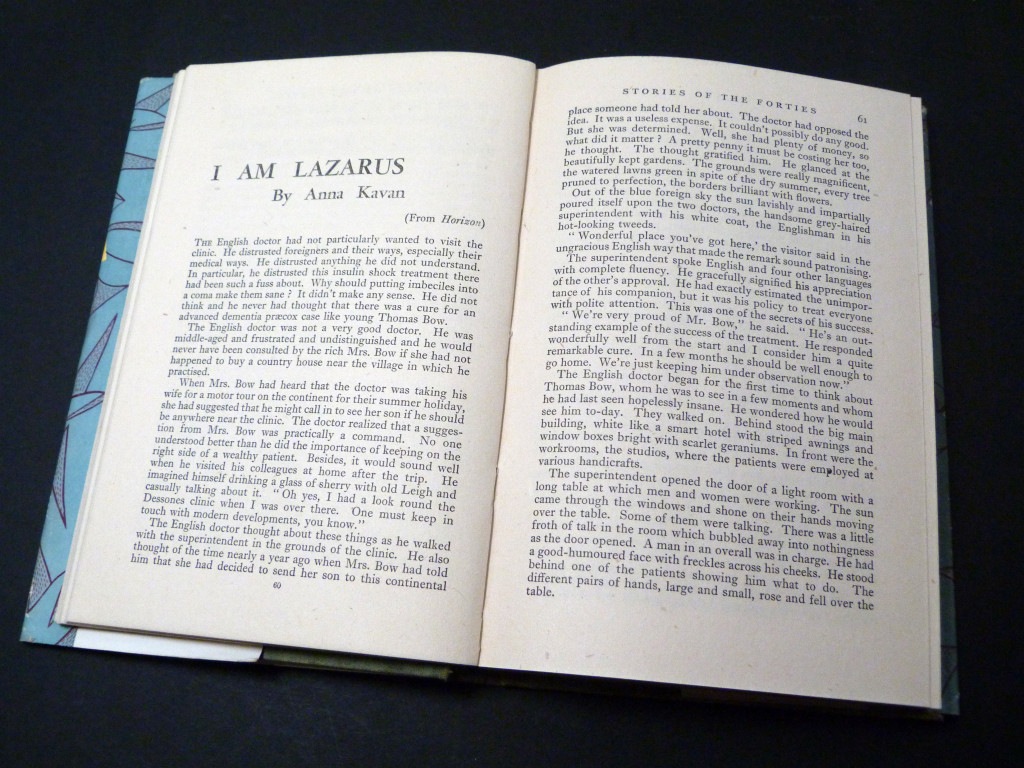 I AM LAZARUS
By Anna Kavan
(From Horizon)
THE English doctor had not particularly wanted to visit the
clinic. He distrusted foreigners and their ways, especially their
medical ways. He distrusted anything he did not understand.
In particular, he distrusted this insulin shock treatment there
had been such a fuss about. Why should putting imbeciles into
a coma make them sane ? It didn't make any sense. He did not
think and he never had thought that there was a cure for an
advanced dementia præcox case like young Thomas Bow.
The English doctor was not a very good doctor. He was
middle-aged and frustrated and undistinguished and he would
never have been consulted by the rich Mrs. Bow if she had not
happened to buy a country house near the village in which he
practised.
When Mrs. Bow had heard that the doctor was taking his
wife for a motor tour on the continent for their summer holiday,
she had suggested that he might call in to see her son if he should
be anywhere near the clinic. The doctor realized that a sugges-
tion from Mrs. Bow was practically a command. No one
understood better than he did the importance of keeping on the
right side of a wealthy patient. Besides, it would sound well
when he visited his colleagues at home after the trip. He
imagined himself drinking a glass of sherry with old Leigh and
casually talking about it. " Oh yes, I had a look round the
Dessones clinic when I was over there. One must keep in
touch with modern developments, you know."
The English doctor thought about these things as he walked
with the superintendent in the grounds of the clinic. He also
thought of the time nearly a year ago when Mrs. Bow had told
him that she had decided to send her son to this continental
60
STORIES OF THE FORTIES 61
place someone had told her about. The doctor had opposed the
idea. It was a useless expense. It couldn't possibly do any good.
But she was determined. Well, she had plenty of money, so
what did it matter ? A pretty penny it must be costing her too,
he thought. The thought gratified him. He glanced at the
beautifully kept gardens. The grounds were really magnificent,
the watered lawns green in spite of the dry summer, every tree
pruned to perfection, the borders brilliant with flowers.
Out of the blue foreign sky the sun lavishly and impartially
poured itself upon the two doctors, the handsome grey-haired
superintendent with his white coat, the Englishman in his
hot-looking tweeds.
" Wonderful place you've got here,' the visitor said in the
ungracious English way that made the remark sound patronising.
The superintendent spoke English and four other languages
with complete fluency. He gracefully signified his appreciation
of the other's approval. He had exactly estimated the unimpor-
tance of his companion, but it was his policy to treat everyone
with polite attention. This was one of the secrets of his success.
" We're very proud of Mr. Bow," he said. " He's an out-
standing example of the success of the treatment. He responded
wonderfully well from the start and I consider him a quite
remarkable cure. In a few months he should be well enough to
go home. We're just keeping him under observation now."
The English doctor began for the first time to think about
Thomas Bow, whom he was to see in a few moments and whom
he had last seen hopelessly insane. He wondered how he would
see him to-day. They walked on. Behind stood the big main
building, white like a smart hotel with striped awnings and
window boxes bright with scarlet geraniums. In front were the
workrooms, the studios, where the patients were employed at
various handicrafts.
The superintendent opened the door of a light room with a
long table at which men and women were working. The sun
came through the windows and shone on their hands moving
over the table. Some of them were talking. There was a little
froth of talk in the room which bubbled away into nothingness
as the door opened. A man in an overall was in charge. He had
a good-humoured face with freckles across his cheeks. He stood
behind one of the patients showing him what to do. The
different pairs of hands, large and small, rose and fell over the
table.